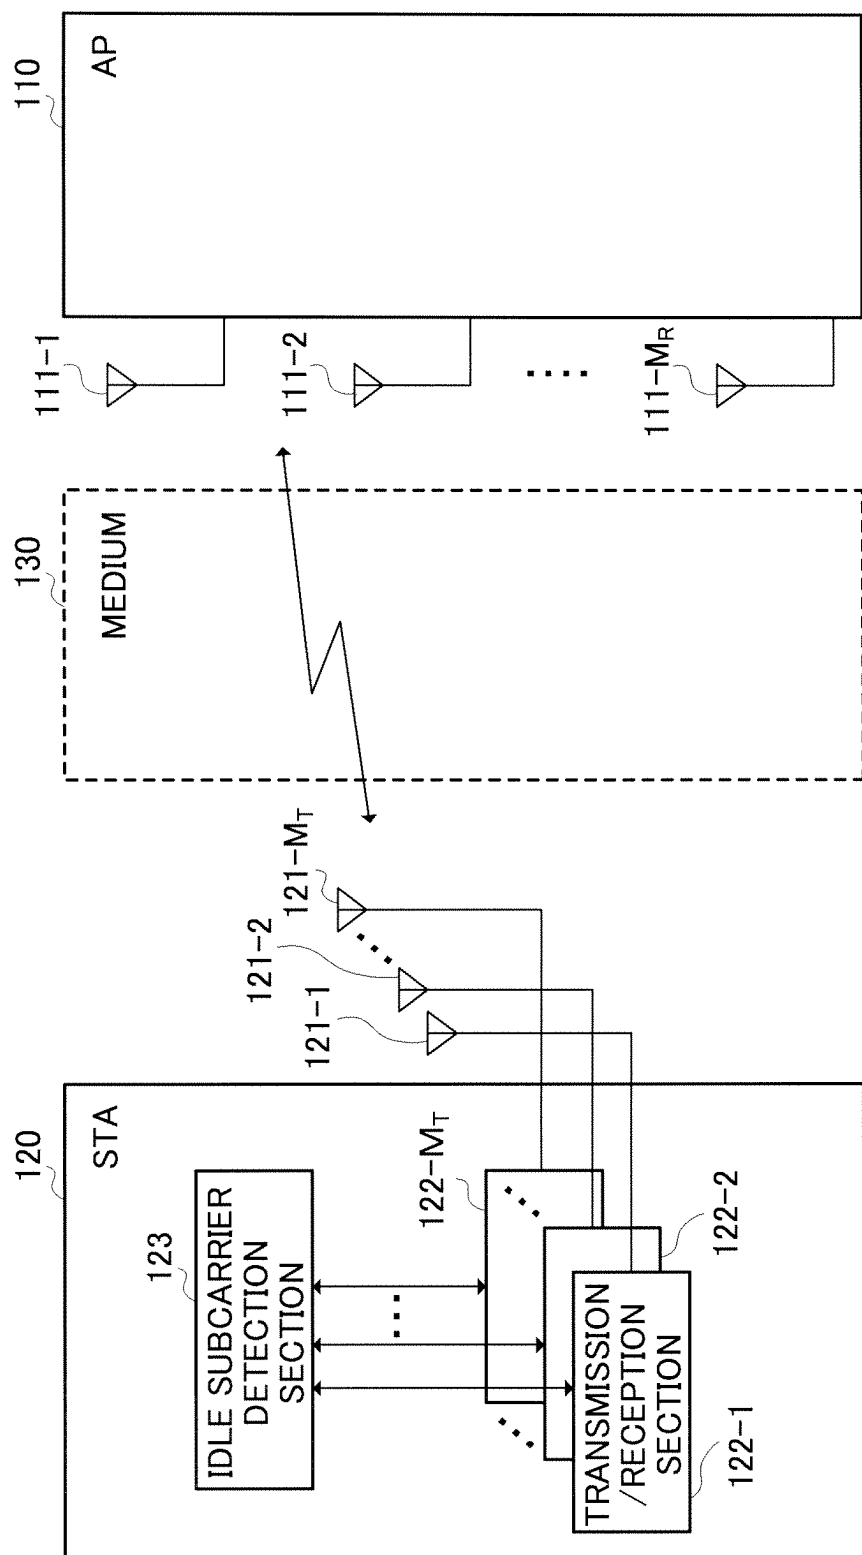 120
STA
123
IDLE SUBCARRIER
DETECTION
SECTION
122-M_T
122-2
TRANSMISSION
/RECEPTION
SECTION
122-1
121-1
121-2
121-M_T
130
MEDIUM
111-1
111-2
111-M_R
110
AP